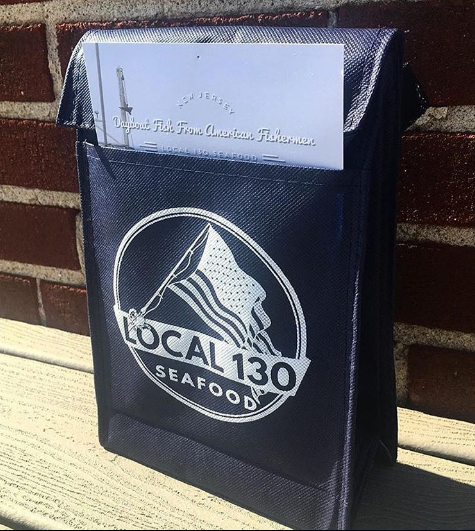 NEW JERSEY
Dayboat Fish From American Fishermen
LOCAL 130 SEAFOOD
LOCAL 130
SEAFOOD